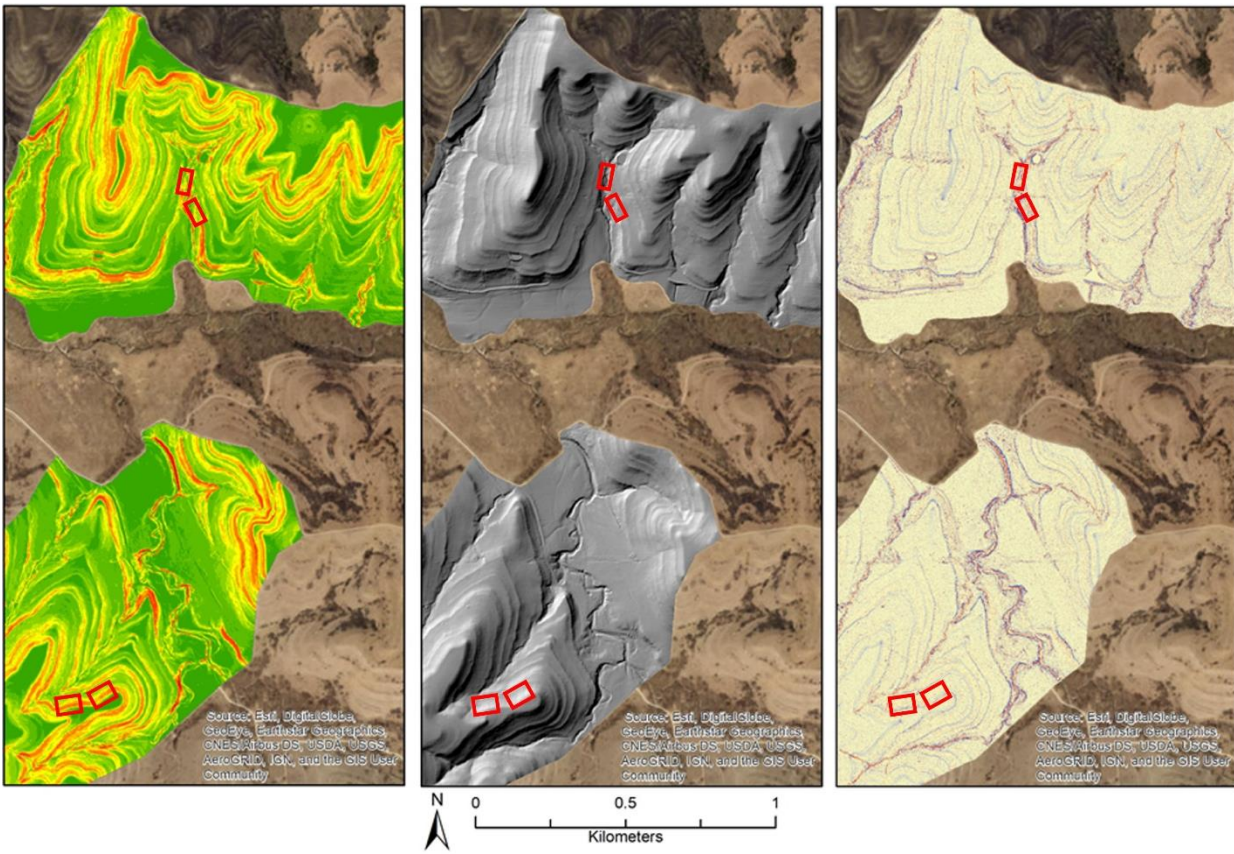 Source: Esri, DigitalGlobe,
GeoEye, Earthstar Geographics,
CNES/Airbus DS, USDA, USGS,
AeroGRID, IGN, and the GIS User
Community
Source: Esri, DigitalGlobe,
GeoEye, Earthstar Geographics,
CNES/Airbus DS, USDA, USGS,
AeroGRID, IGN, and the GIS User
Community
Source: Esri, DigitalGlobe,
GeoEye, Earthstar Geographics,
CNES/Airbus DS, USDA, USGS,
AeroGRID, IGN, and the GIS User
Community
N
0 0.5 1
Kilometers